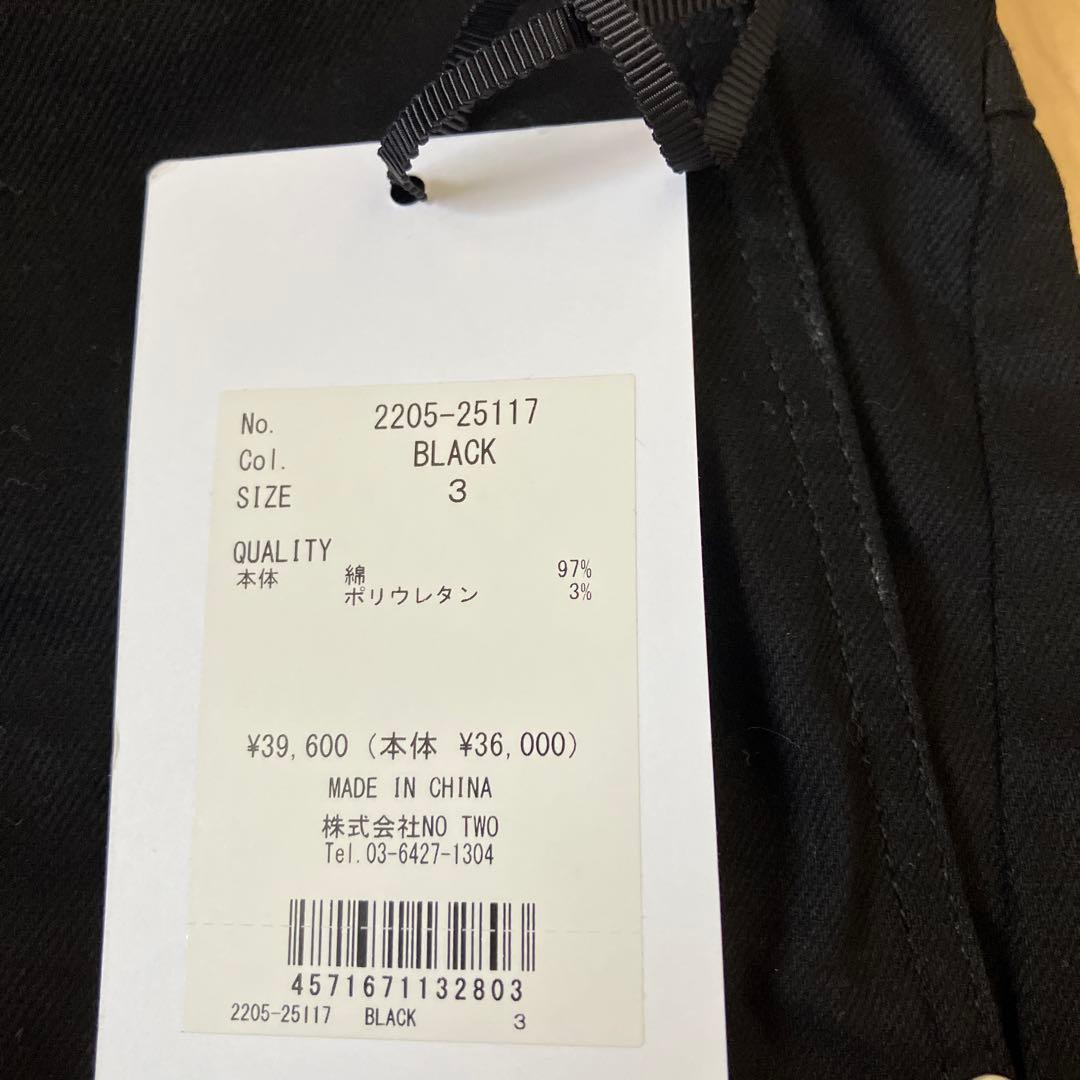 No. 2205-25117
Col. BLACK
SIZE 3
QUALITY
本体 綿 97%
ポリウレタン 3%
¥39,600 (本体 ¥36,000)
MADE IN CHINA
株式会社NO TWO
Tel.03-6427-1304
4571671132803
2205-25117 BLACK 3